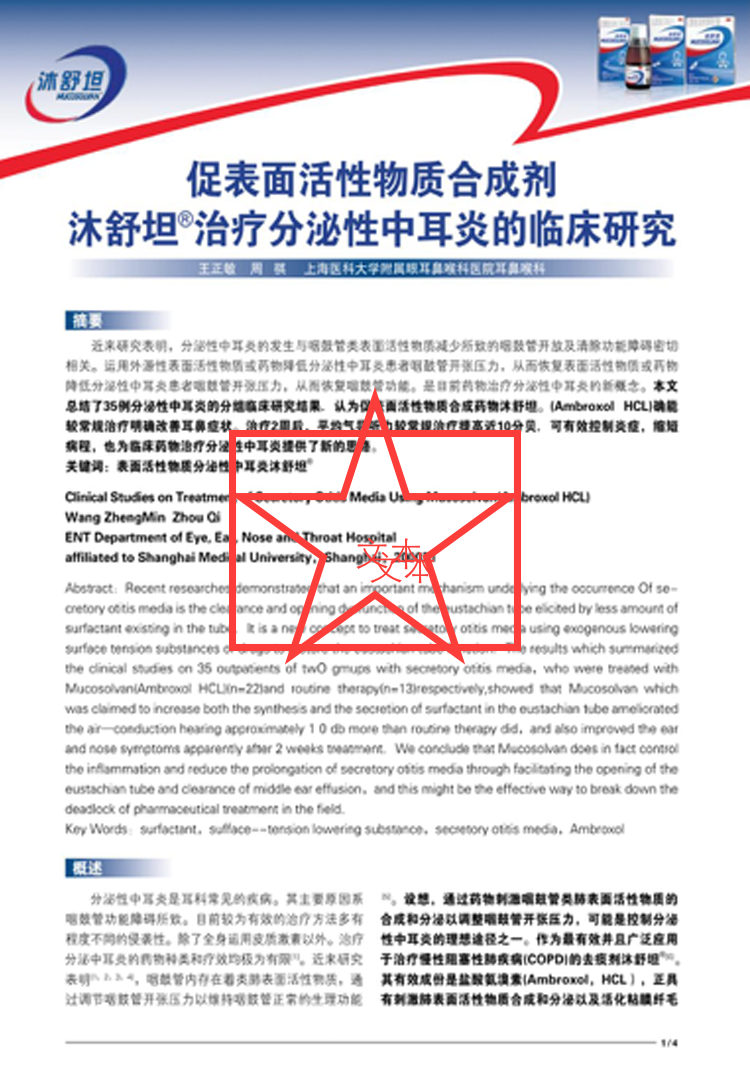 沐舒坦
MUCOSOLVAN
促表面活性物质合成剂
沐舒坦®治疗分泌性中耳炎的临床研究
王正敏 周祺 上海医科大学附属眼耳鼻喉科医院耳鼻喉科
摘要
近来研究表明，分泌性中耳炎的发生与咽鼓管类表面活性物质减少所致的咽鼓管开放及清除功能障碍密切
相关。运用外源性表面活性物质或药物降低分泌性中耳炎患者咽鼓管开张压力，从而恢复表面活性物质或药物
降低分泌性中耳炎患者咽鼓管开张压力，从而恢复咽鼓管功能。是目前药物治疗分泌性中耳炎的新概念。本文
总结了35例分泌性中耳炎的分组临床研究结果．认为促表面活性物质合成药物沐舒坦。(Ambroxol HCL)确能
较常规治疗明确改善耳鼻症状。治疗2周后．平均气导听力较常规治疗提高近10分贝．可有效控制炎症，缩短
病程，也为临床药物治疗分泌性中耳炎提供了新的思路。
关键词：表面活性物质分泌性中耳炎沐舒坦®
Clinical Studies on Treatment of Secretory Otitis Media Using Mucosolvan(Ambroxol HCL)
Wang ZhengMin Zhou Qi
ENT Department of Eye, Ear, Nose and Throat Hospital
affiliated to Shanghai Medical University，Shanghai，
文本
文体
Abstract：Recent researches demonstrated that an important mechanism underlying the occurrence Of se-
cretory otitis media is the clearance and opening dysfunction of the eustachian tube elicited by less amount of
surfactant existing in the tube．It is a new concept to treat secretory otitis media using exogenous lowering
surface tension substances or drugs to restore the eustachian tube function．The results which summarized
the clinical studies on 35 outpatients of twO gmups with secretory otitis media，who were treated with
Mucosolvan(Ambroxol HCL)(n=22)and routine therapy(n=13)respectively,showed that Mucosolvan which
was claimed to increase both the synthesis and the secretion of surfactant in the eustachian tube ameliorated
the air—conduction hearing approximately 1 0 db more than routine therapy did，and also improved the ear
and nose symptoms apparently after 2 weeks treatment． We conclude that Mucosolvan does in fact control
the inflammation and reduce the prolongation of secretory otitis media through facilitating the opening of the
eustachian tube and clearance of middle ear effusion，and this might be the effective way to break down the
deadlock of pharmaceutical treatment in the field.
Key Words：surfactant，sufface--tension lowering substance，secretory otitis media，Ambroxol
概述
分泌性中耳炎是耳科常见的疾病。其主要原因系
咽鼓管功能障碍所致。目前较为有效的治疗方法多有
程度不同的侵袭性。除了全身运用皮质激素以外。治疗
分泌中耳炎的药物种类和疗效均极为有限[1]。近来研究
表明[1, 2, 3, 4]，咽鼓管内存在着类肺表面活性物质，通
过调节咽鼓管开张压力以维持咽鼓管正常的生理功能
[5]。设想，通过药物刺激咽鼓管类肺表面活性物质的
合成和分泌以调整咽鼓管开张压力，可能是控制分泌
性中耳炎的理想途径之一。作为最有效并且广泛应用
于治疗慢性阻塞性肺疾病(COPD)的去痰剂沐舒坦®[6]。
其有效成份是盐酸氨溴索(Ambroxol，HCL），正具
有刺激肺表面活性物质合成和分泌以及活化粘膜纤毛
1/4